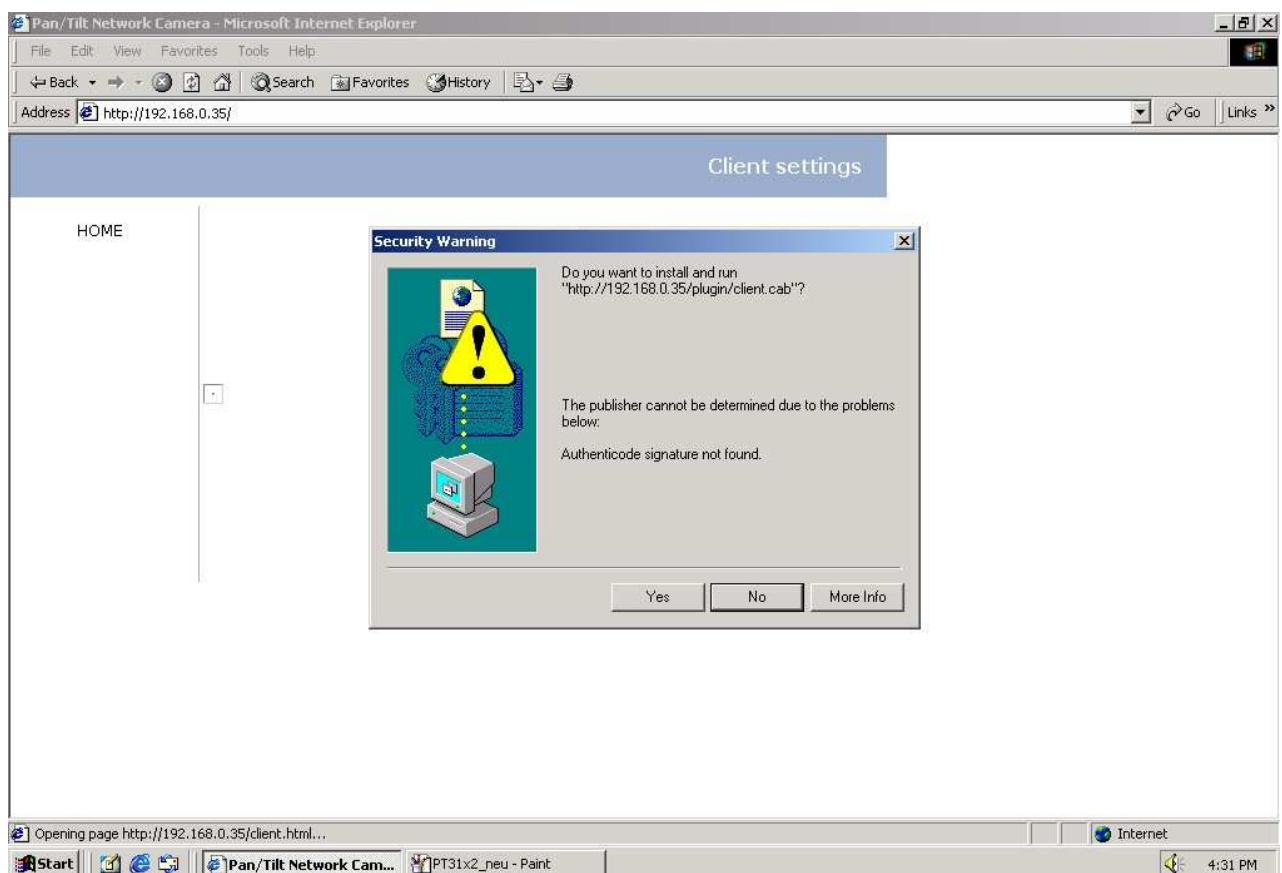 Pan/Tilt Network Camera - Microsoft Internet Explorer
File Edit View Favorites Tools Help
Back Search Favorites History
Address http://192.168.0.35/ Go Links »
Client settings
HOME
Security Warning
Do you want to install and run
"http://192.168.0.35/plugin/client.cab"?
The publisher cannot be determined due to the problems
below:
Authenticode signature not found.
Yes No More Info
Opening page http://192.168.0.35/client.html... Internet
Start Pan/Tilt Network Cam... PT31x2_neu - Paint 4:31 PM